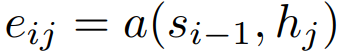 e_{ij} = a(s_{i-1}, h_j)